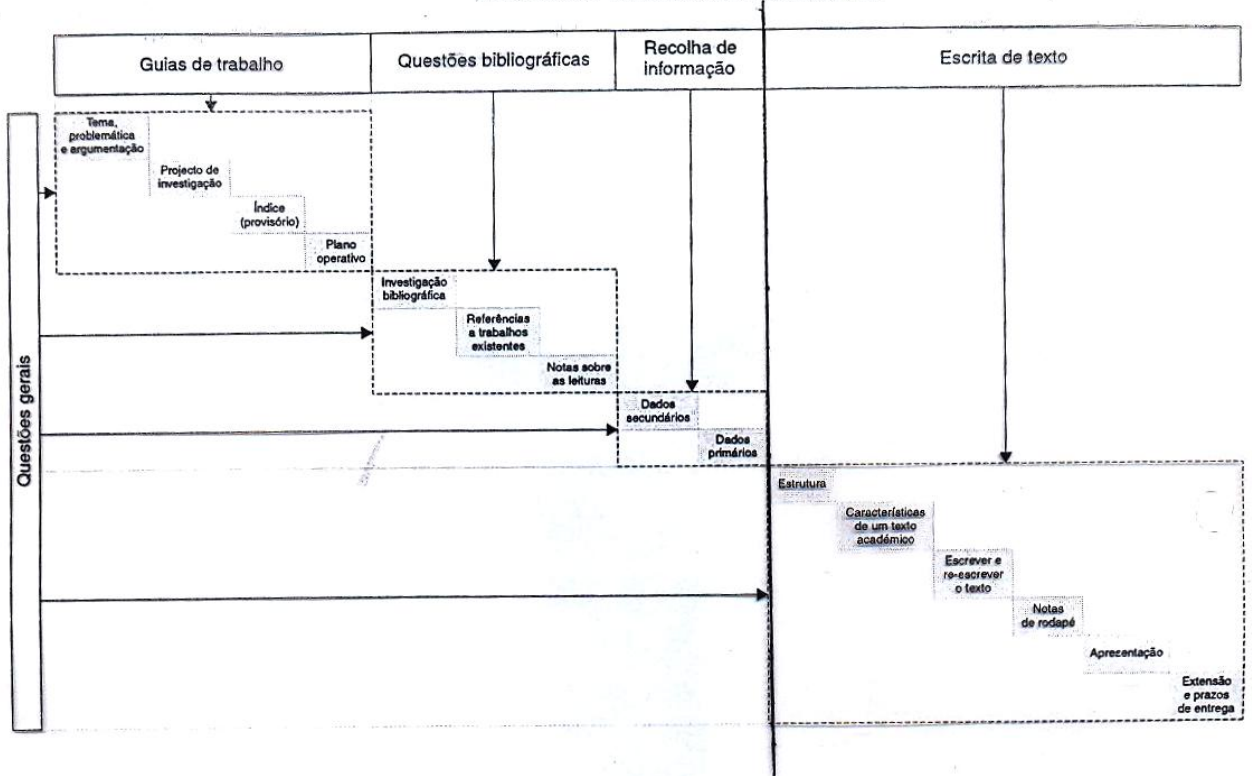 Guias de trabalho
Questões bibliográficas
Recolha de
informação
Escrita de texto
Questões gerais
Tema,
problemática
e argumentação
Projecto de
investigação
Índice
(provisório)
Plano
operativo
Investigação
bibliográfica
Referências
a trabalhos
existentes
Notas sobre
as leituras
Dados
secundários
Dados
primários
Estrutura
Características
de um texto
académico
Escrever e
re-escrever
o texto
Notas
de rodapé
Apresentação
Extensão
e prazos
de entrega